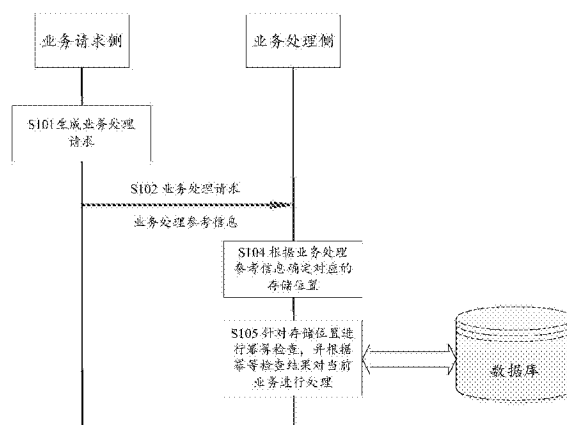 业务请求侧
业务处理侧
S101生成业务处理
请求
S102 业务处理请求
业务处理参考信息
S104 根据业务处理
参考信息确定对应的
存储位置
S105 针对存储位置进
行幂等检查，并根据
幂等检查结果对当前
业务进行处理
数据库